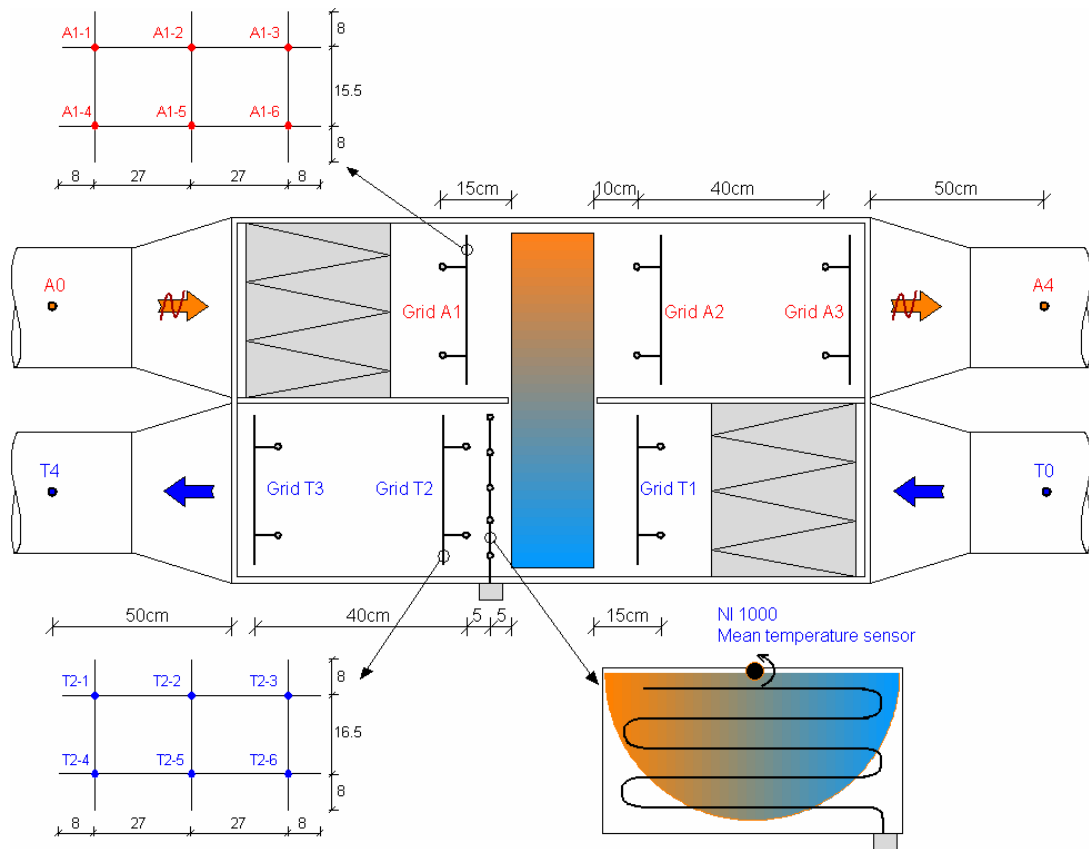 A1-1 A1-2 A1-3
8
15.5
A1-4 A1-5 A1-6
8
8 27 27 8
15cm 10cm 40cm 50cm
A0 A4
Grid A1 Grid A2 Grid A3
T4 T0
Grid T3 Grid T2 Grid T1
50cm 40cm 5 5 15cm
NI 1000
Mean temperature sensor
T2-1 T2-2 T2-3
8
16.5
T2-4 T2-5 T2-6
8
8 27 27 8